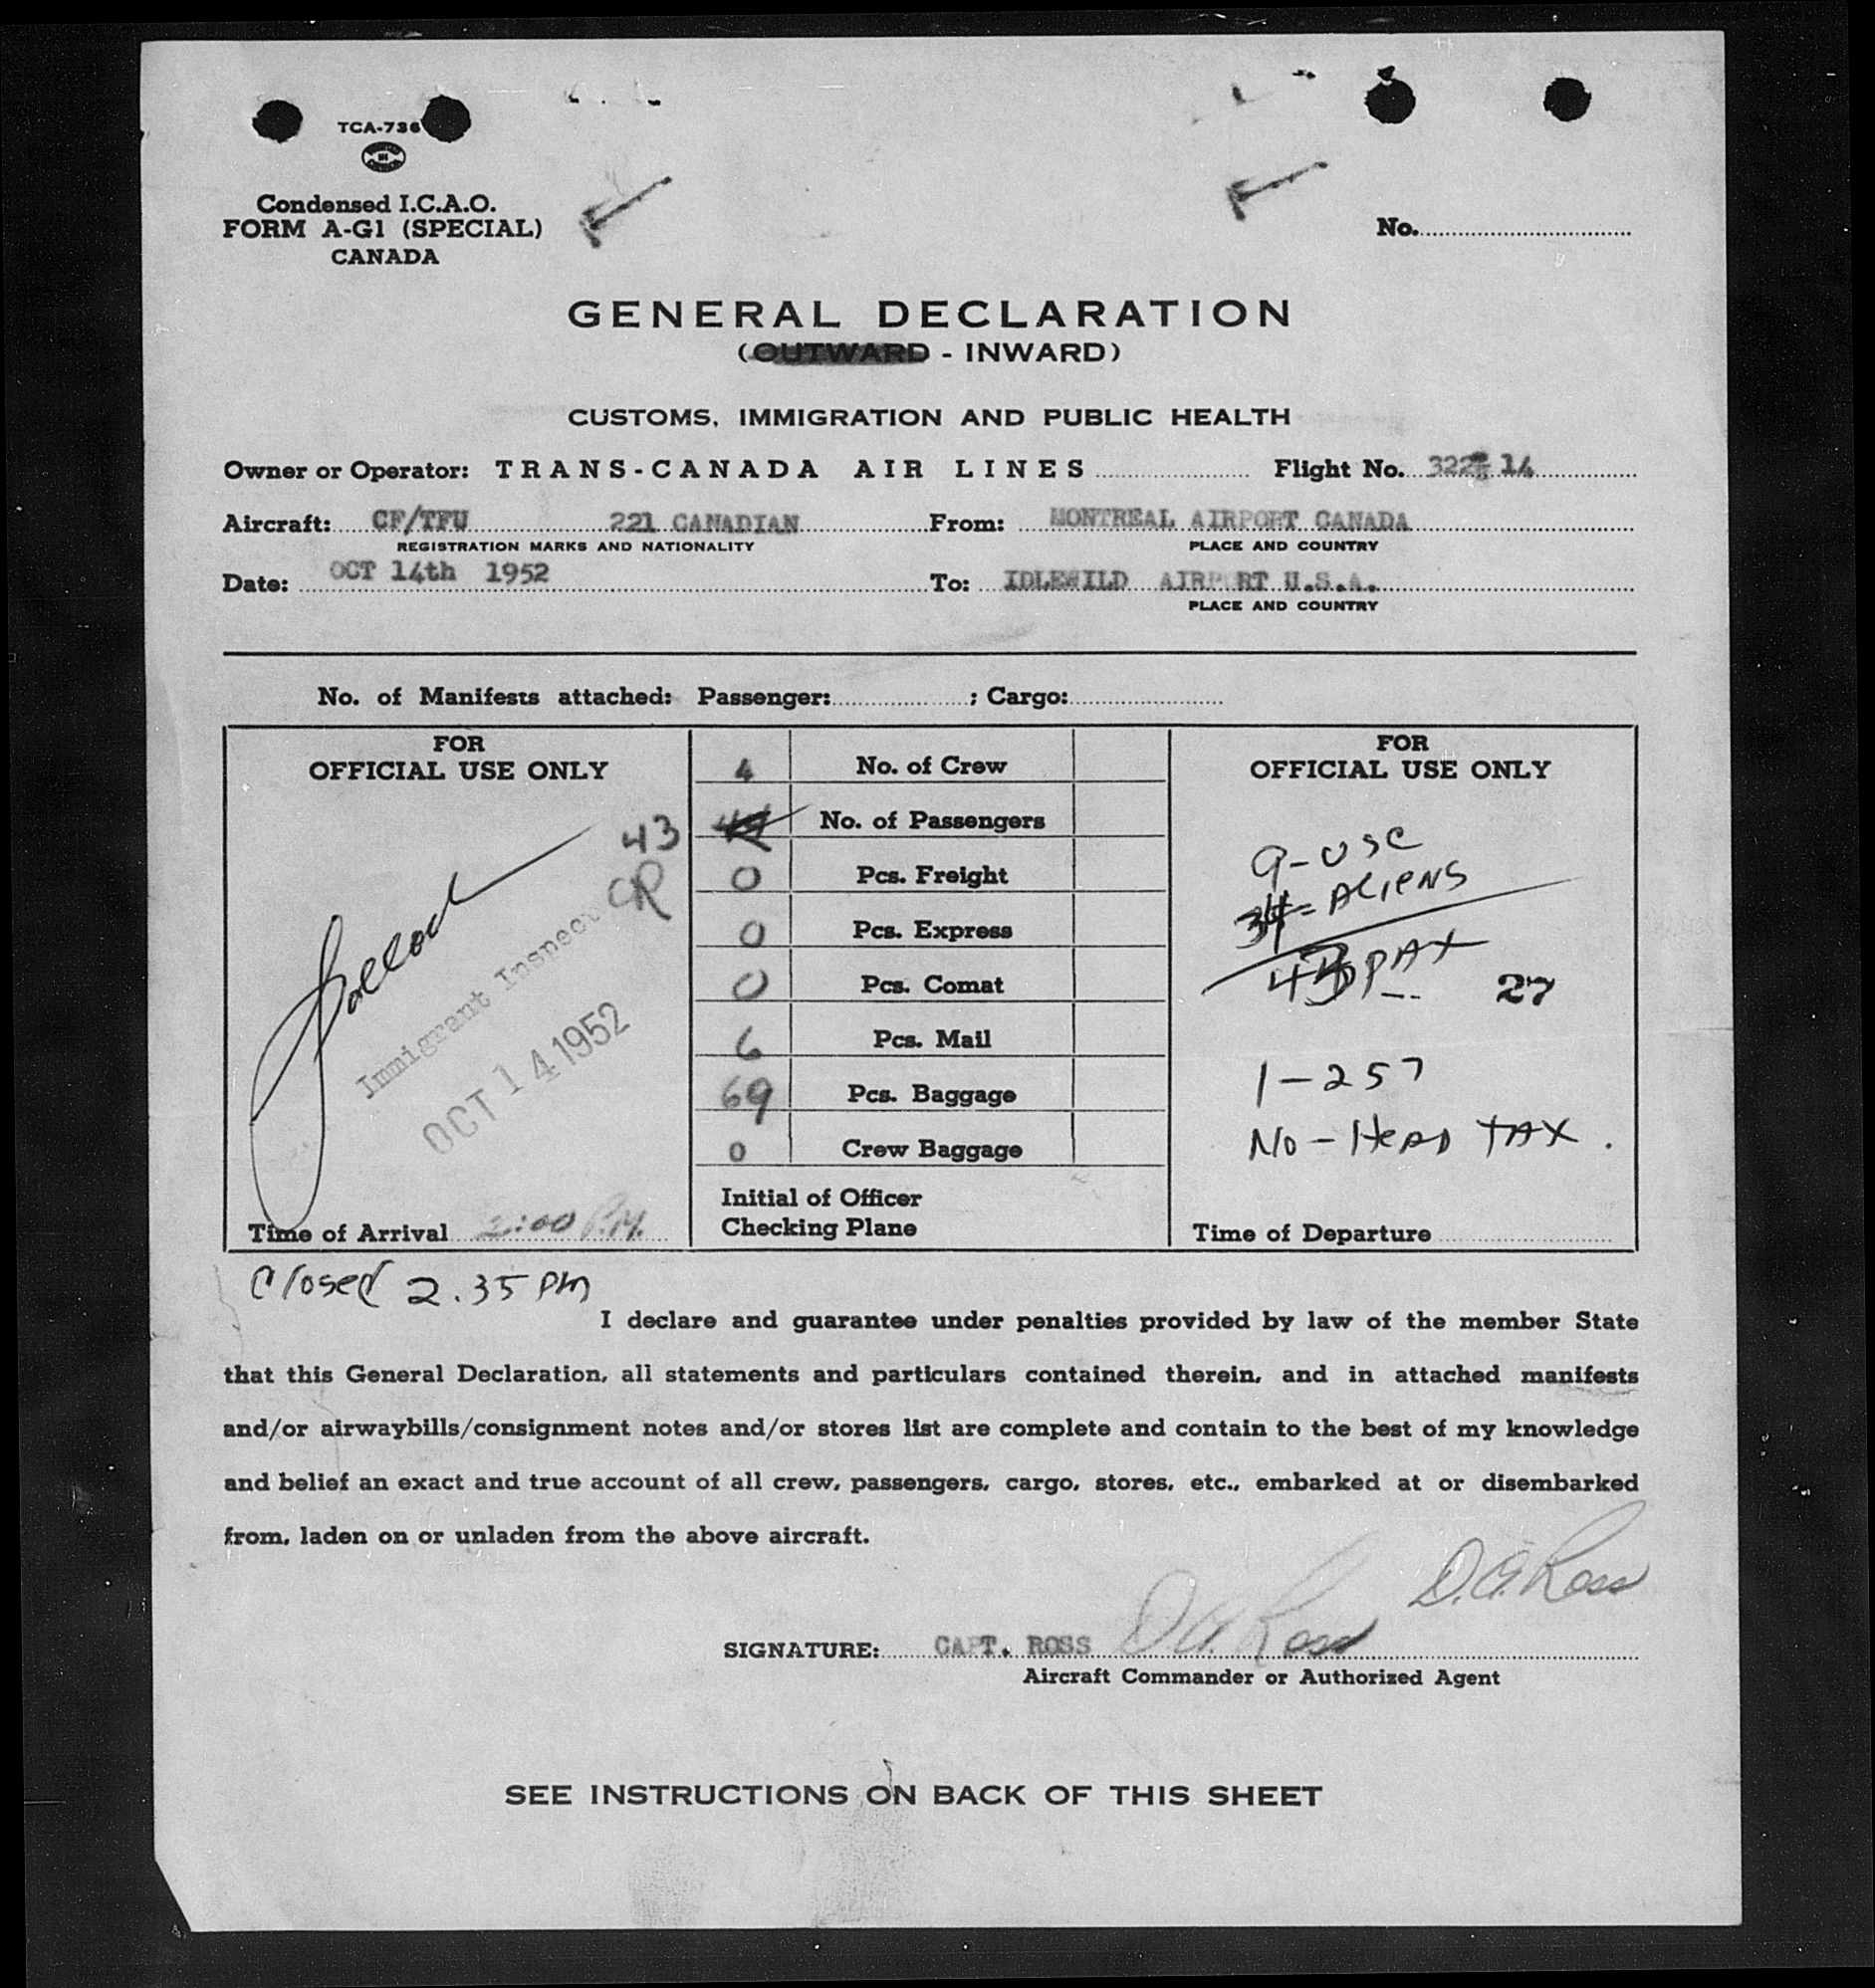 TCA-736
Condensed I.C.A.O.
FORM A-G1 (SPECIAL)
CANADA
No.
GENERAL DECLARATION
(OUTWARD - INWARD)
CUSTOMS, IMMIGRATION AND PUBLIC HEALTH
Owner or Operator: TRANS-CANADA AIR LINES Flight No. 322 14
Aircraft: CF/TFU 221 CANADIAN From: MONTREAL AIRPORT CANADA
REGISTRATION MARKS AND NATIONALITY PLACE AND COUNTRY
Date: OCT 14th 1952 To: IDLEWILD AIRPORT U.S.A.
PLACE AND COUNTRY
No. of Manifests attached: Passenger: ; Cargo:
FOR
OFFICIAL USE ONLY
43
CR
Immigrant Inspector
OCT 14 1952
Time of Arrival 2:00 P.M.
4 No. of Crew
No. of Passengers
0 Pcs. Freight
0 Pcs. Express
0 Pcs. Comat
6 Pcs. Mail
69 Pcs. Baggage
0 Crew Baggage
Initial of Officer
Checking Plane
FOR
OFFICIAL USE ONLY
9-USC
34=ALIENS
43 PAX
27
1-257
No-HEAD TAX.
Time of Departure
Closed 2.35 PM
I declare and guarantee under penalties provided by law of the member State
that this General Declaration, all statements and particulars contained therein, and in attached manifests
and/or airwaybills/consignment notes and/or stores list are complete and contain to the best of my knowledge
and belief an exact and true account of all crew, passengers, cargo, stores, etc., embarked at or disembarked
from, laden on or unladen from the above aircraft.
D.A. Ross
SIGNATURE: CAPT. ROSS D A. Ross
Aircraft Commander or Authorized Agent
SEE INSTRUCTIONS ON BACK OF THIS SHEET